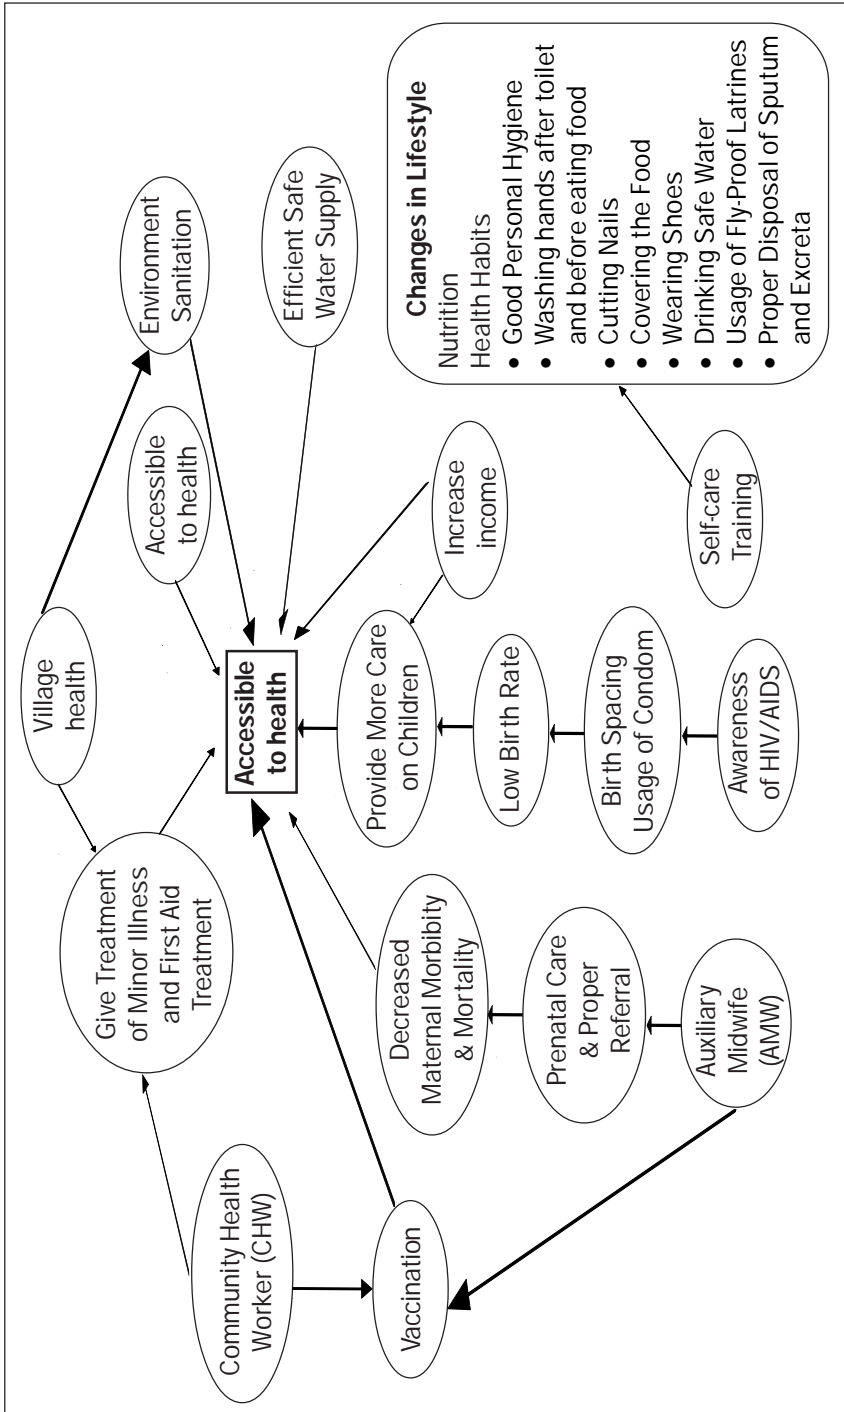 Village
health
Environment
Sanitation
Accessible
to health
Efficient Safe
Water Supply
Give Treatment
of Minor Illness
and First Aid
Treatment
Community Health
Worker (CHW)
Accessible
to health
Vaccination
Decreased
Maternal Morbibity
& Mortality
Prenatal Care
& Proper
Referral
Auxiliary
Midwife
(AMW)
Provide More Care
on Children
Low Birth Rate
Birth Spacing
Usage of Condom
Awareness
of HIV/AIDS
Increase
income
Self-care
Training
Changes in Lifestyle
Nutrition
Health Habits
• Good Personal Hygiene
• Washing hands after toilet
and before eating food
• Cutting Nails
• Covering the Food
• Wearing Shoes
• Drinking Safe Water
• Usage of Fly-Proof Latrines
• Proper Disposal of Sputum
and Excreta